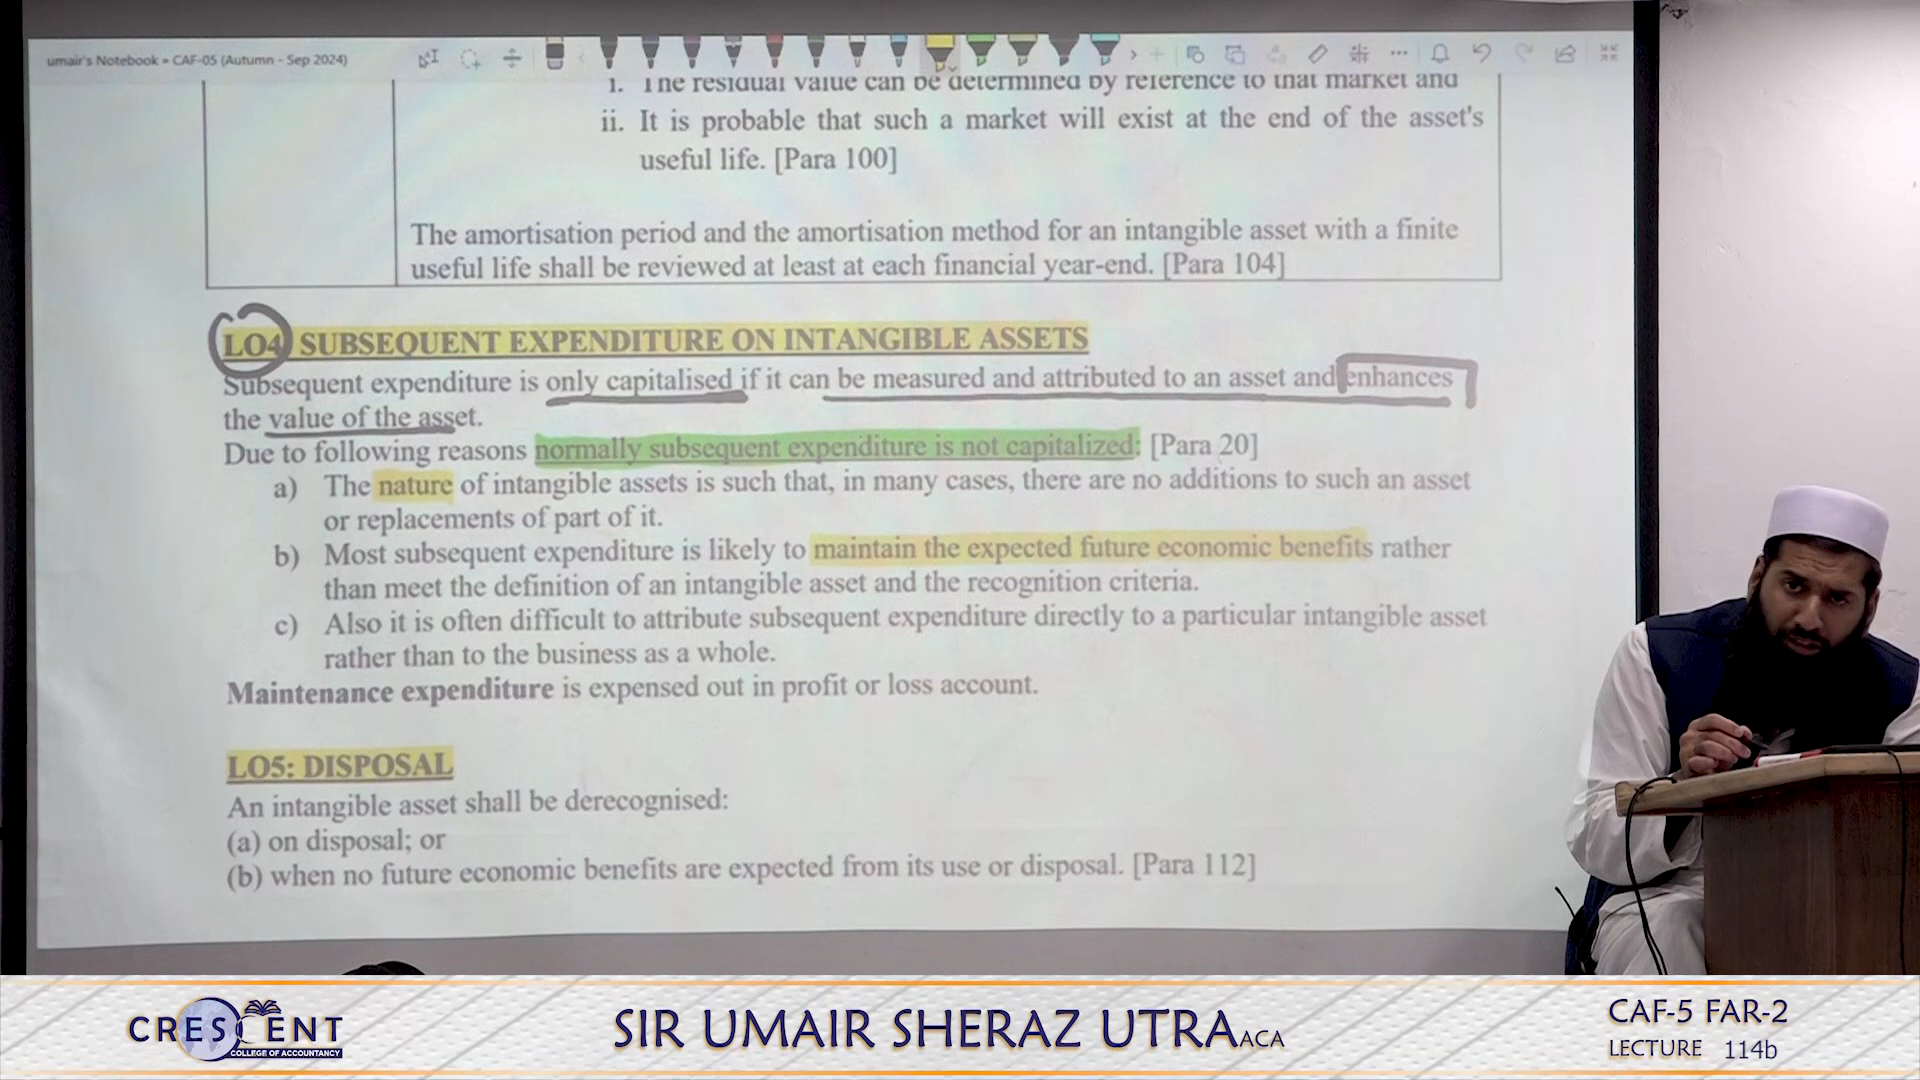 umair's Notebook » CAF-05 (Autumn - Sep 2024)
i. The residual value can be determined by reference to that market and
ii. It is probable that such a market will exist at the end of the asset's
useful life. [Para 100]
The amortisation period and the amortisation method for an intangible asset with a finite
useful life shall be reviewed at least at each financial year-end. [Para 104]
LO4 SUBSEQUENT EXPENDITURE ON INTANGIBLE ASSETS
Subsequent expenditure is only capitalised if it can be measured and attributed to an asset and enhances
the value of the asset.
Due to following reasons normally subsequent expenditure is not capitalized: [Para 20]
a) The nature of intangible assets is such that, in many cases, there are no additions to such an asset
or replacements of part of it.
b) Most subsequent expenditure is likely to maintain the expected future economic benefits rather
than meet the definition of an intangible asset and the recognition criteria.
c) Also it is often difficult to attribute subsequent expenditure directly to a particular intangible asset
rather than to the business as a whole.
Maintenance expenditure is expensed out in profit or loss account.
LO5: DISPOSAL
An intangible asset shall be derecognised:
(a) on disposal; or
(b) when no future economic benefits are expected from its use or disposal. [Para 112]
CRESCENT
COLLEGE OF ACCOUNTANCY
SIR UMAIR SHERAZ UTRA ACA
CAF-5 FAR-2
LECTURE 114b